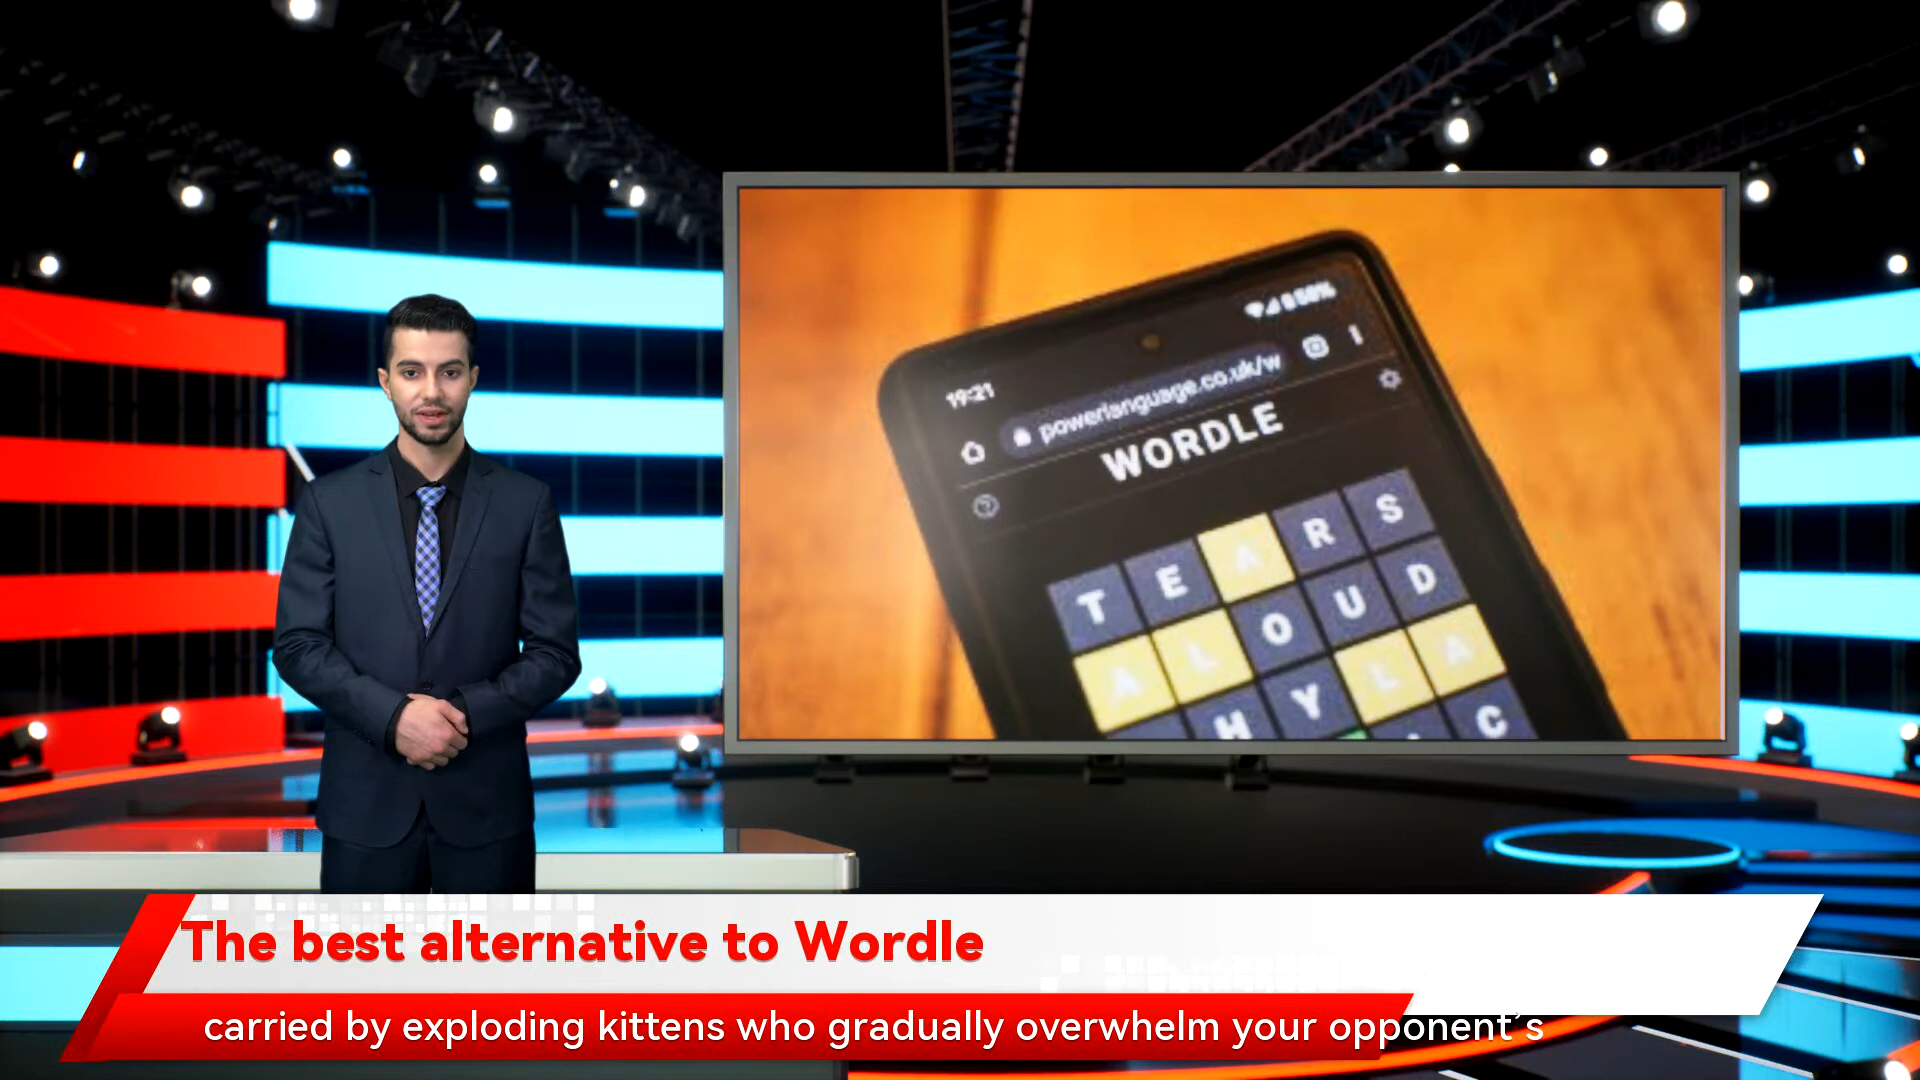 50%
19:21
powerlanguage.co.uk/w
WORDLE
T E A R S
A L O U D
H Y L A
C
The best alternative to Wordle
carried by exploding kittens who gradually overwhelm your opponent's